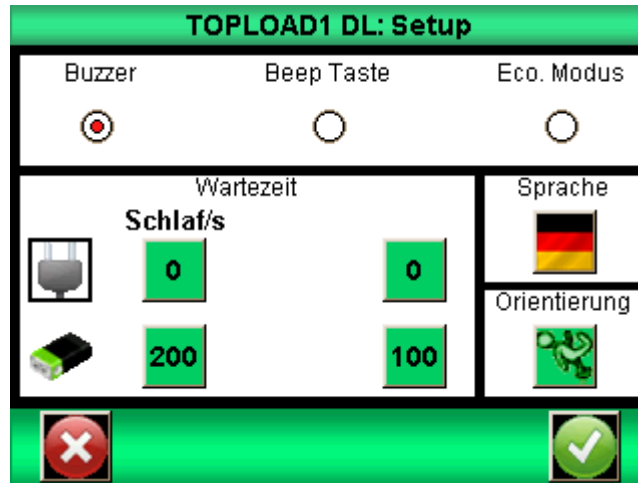 TOPLOAD1 DL: Setup
Buzzer Beep Taste Eco. Modus
Wartezeit
Schlaf/s
0 0
200 100
Sprache
Orientierung